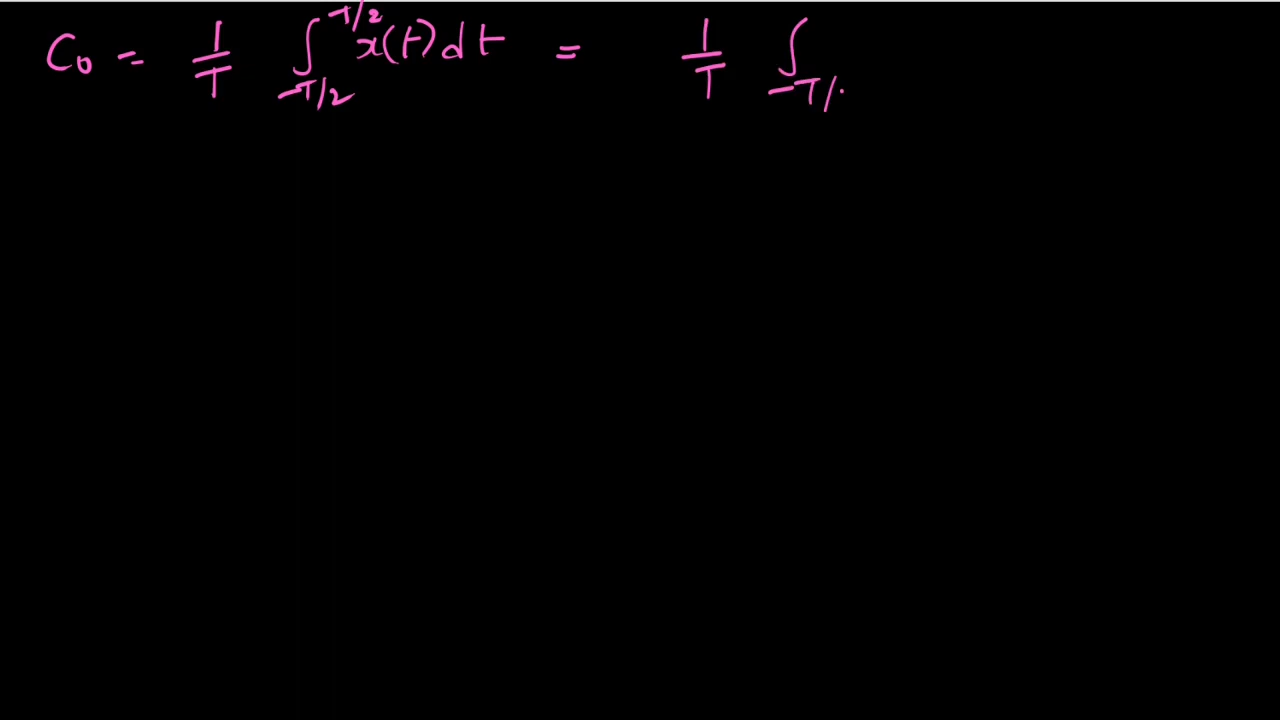 C₀ = 1/T ∫_{-T/2}^{T/2} x(t) dt = 1/T ∫_{-T/